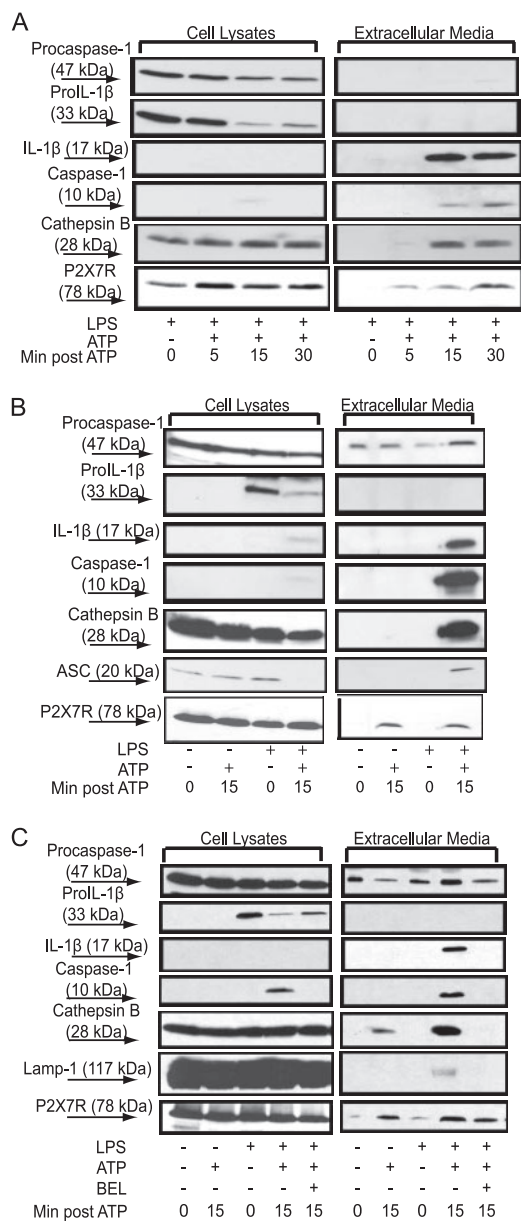 A
Cell Lysates Extracellular Media
Procaspase-1
(47 kDa)
ProIL-1β
(33 kDa)
IL-1β (17 kDa)
Caspase-1
(10 kDa)
Cathepsin B
(28 kDa)
P2X7R
(78 kDa)
LPS + + + + + + + +
ATP - + + + - + + +
Min post ATP 0 5 15 30 0 5 15 30
B
Cell Lysates Extracellular Media
Procaspase-1
(47 kDa)
ProIL-1β
(33 kDa)
IL-1β (17 kDa)
Caspase-1
(10 kDa)
Cathepsin B
(28 kDa)
ASC (20 kDa)
P2X7R (78 kDa)
LPS - - + + - - + +
ATP - + - + - + - +
Min post ATP 0 15 0 15 0 15 0 15
C
Cell Lysates Extracellular Media
Procaspase-1
(47 kDa)
ProIL-1β
(33 kDa)
IL-1β (17 kDa)
Caspase-1
(10 kDa)
Cathepsin B
(28 kDa)
Lamp-1 (117 kDa)
P2X7R (78 kDa)
LPS - - + + + - - + + +
ATP - + - + + - + - + +
BEL - - - - + - - - - +
Min post ATP 0 15 0 15 15 0 15 0 15 15